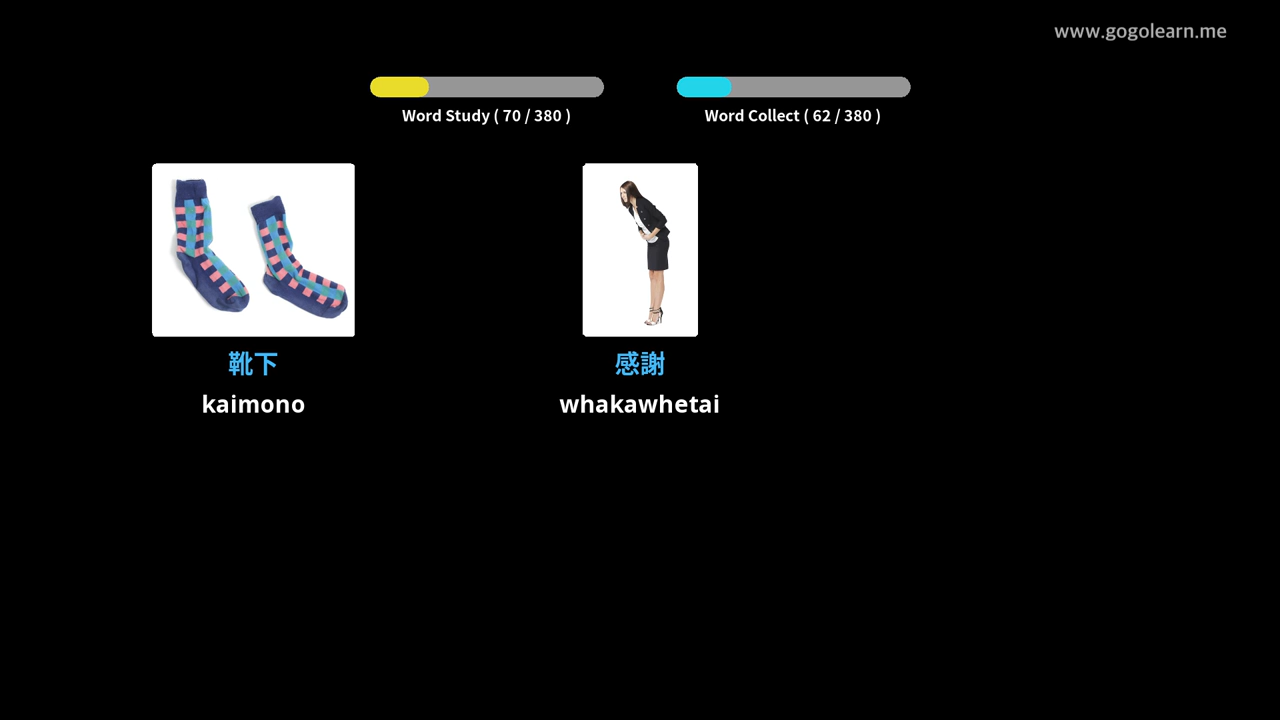 www.gogolearn.me
Word Study ( 70 / 380 )
Word Collect ( 62 / 380 )
靴下
kaimono
感謝
whakawhetai